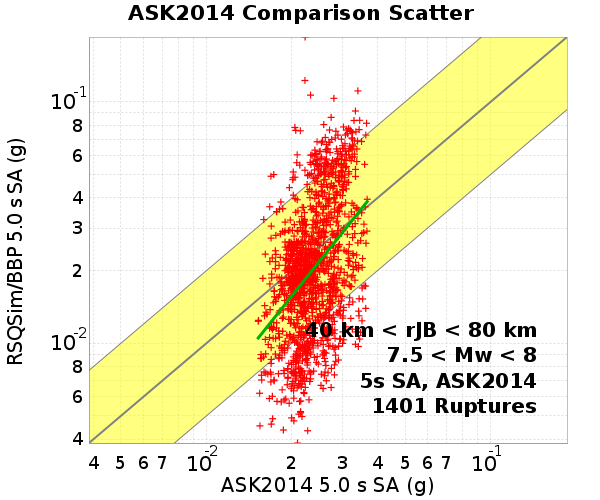 ASK2014 Comparison Scatter
RSQSim/BBP 5.0 s SA (g)
10^-1
8
6
4
3
2
10^-2
8
6
4
40 km < rJB < 80 km
7.5 < Mw < 8
5s SA, ASK2014
1401 Ruptures
4 5 6 7 10^-2 2 3 4 5 6 7 10^-1
ASK2014 5.0 s SA (g)